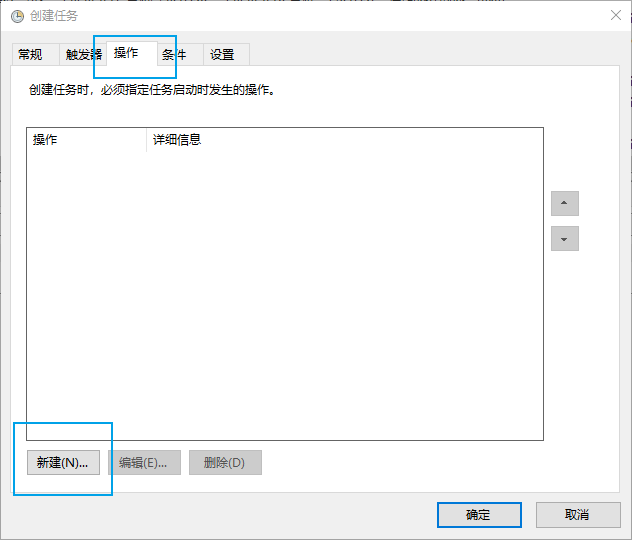 创建任务
常规 触发器 操作 条件 设置
创建任务时，必须指定任务启动时发生的操作。
操作 详细信息
新建(N)... 编辑(E)... 删除(D)
确定 取消